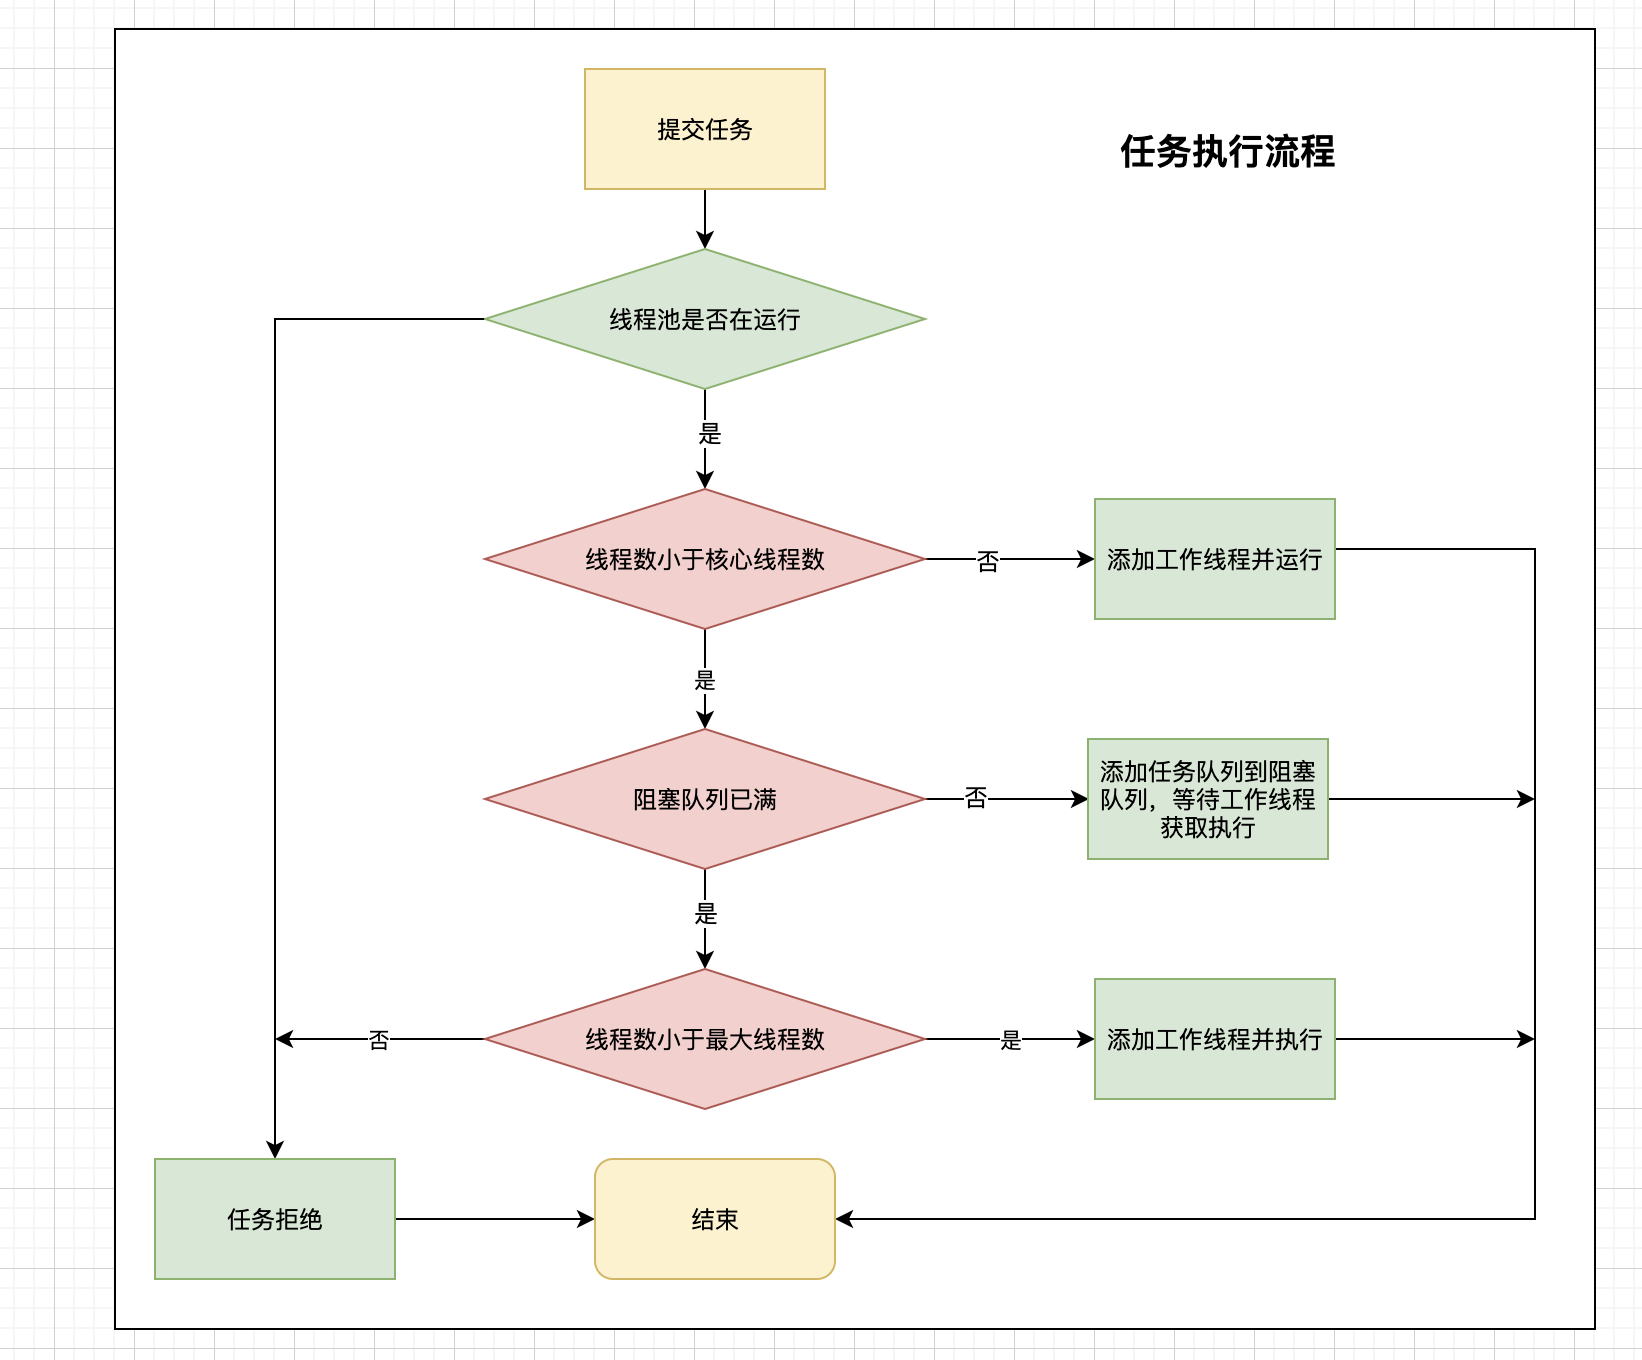 提交任务
任务执行流程
线程池是否在运行
是
线程数小于核心线程数
否
添加工作线程并运行
是
阻塞队列已满
否
添加任务队列到阻塞
队列，等待工作线程
获取执行
是
否
线程数小于最大线程数
是
添加工作线程并执行
任务拒绝
结束